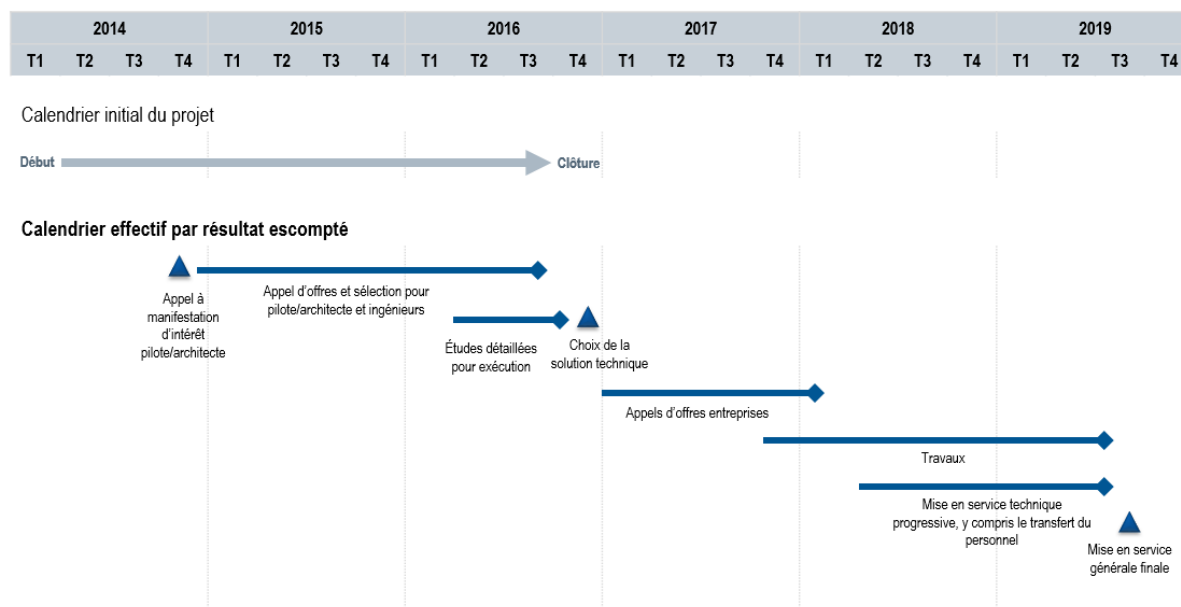 2014 2015 2016 2017 2018 2019
T1 T2 T3 T4 T1 T2 T3 T4 T1 T2 T3 T4 T1 T2 T3 T4 T1 T2 T3 T4 T1 T2 T3 T4
Calendrier initial du projet
Début Clôture
Calendrier effectif par résultat escompté
Appel à
manifestation
d'intérêt
pilote/architecte
Appel d'offres et sélection pour
pilote/architecte et ingénieurs
Études détaillées
pour exécution
Choix de la
solution technique
Appels d'offres entreprises
Travaux
Mise en service technique
progressive, y compris le transfert du
personnel
Mise en service
générale finale